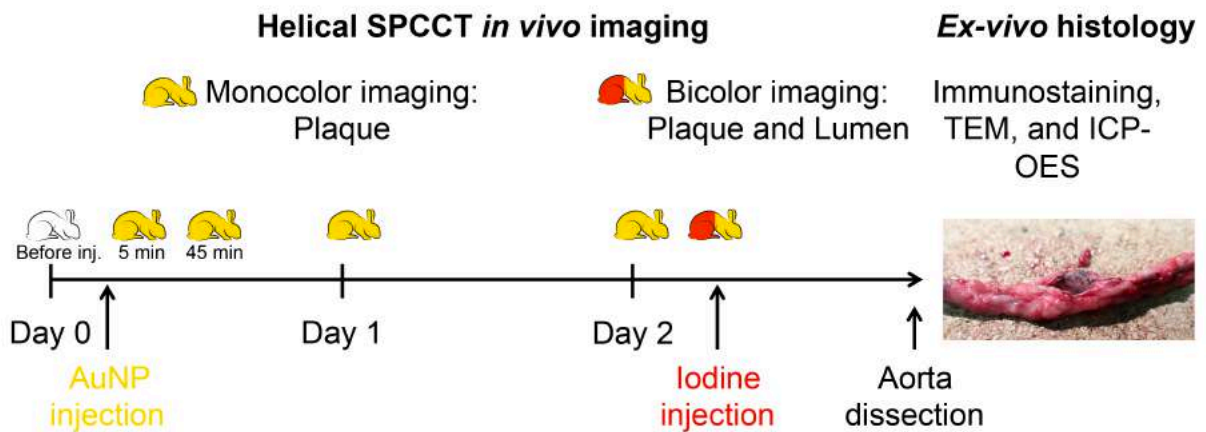 Helical SPCCT in vivo imaging
Ex-vivo histology
Monocolor imaging:
Plaque
Bicolor imaging:
Plaque and Lumen
Immunostaining,
TEM, and ICP-
OES
Before inj.
5 min
45 min
Day 0
Day 1
Day 2
AuNP
injection
Iodine
injection
Aorta
dissection